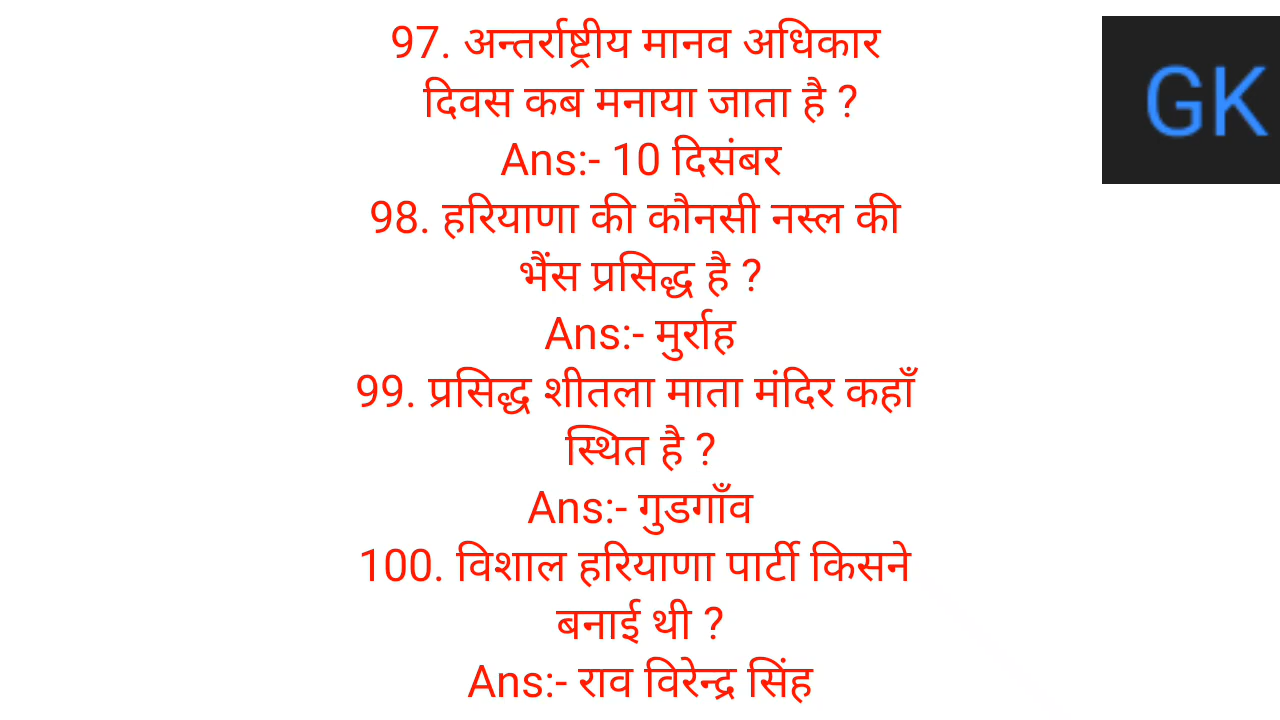 97. अन्तर्राष्ट्रीय मानव अधिकार
दिवस कब मनाया जाता है ?
Ans:- 10 दिसंबर
98. हरियाणा की कौनसी नस्ल की
भैंस प्रसिद्ध है ?
Ans:- मुर्राह
99. प्रसिद्ध शीतला माता मंदिर कहाँ
स्थित है ?
Ans:- गुडगाँव
100. विशाल हरियाणा पार्टी किसने
बनाई थी ?
Ans:- राव विरेन्द्र सिंह
GK